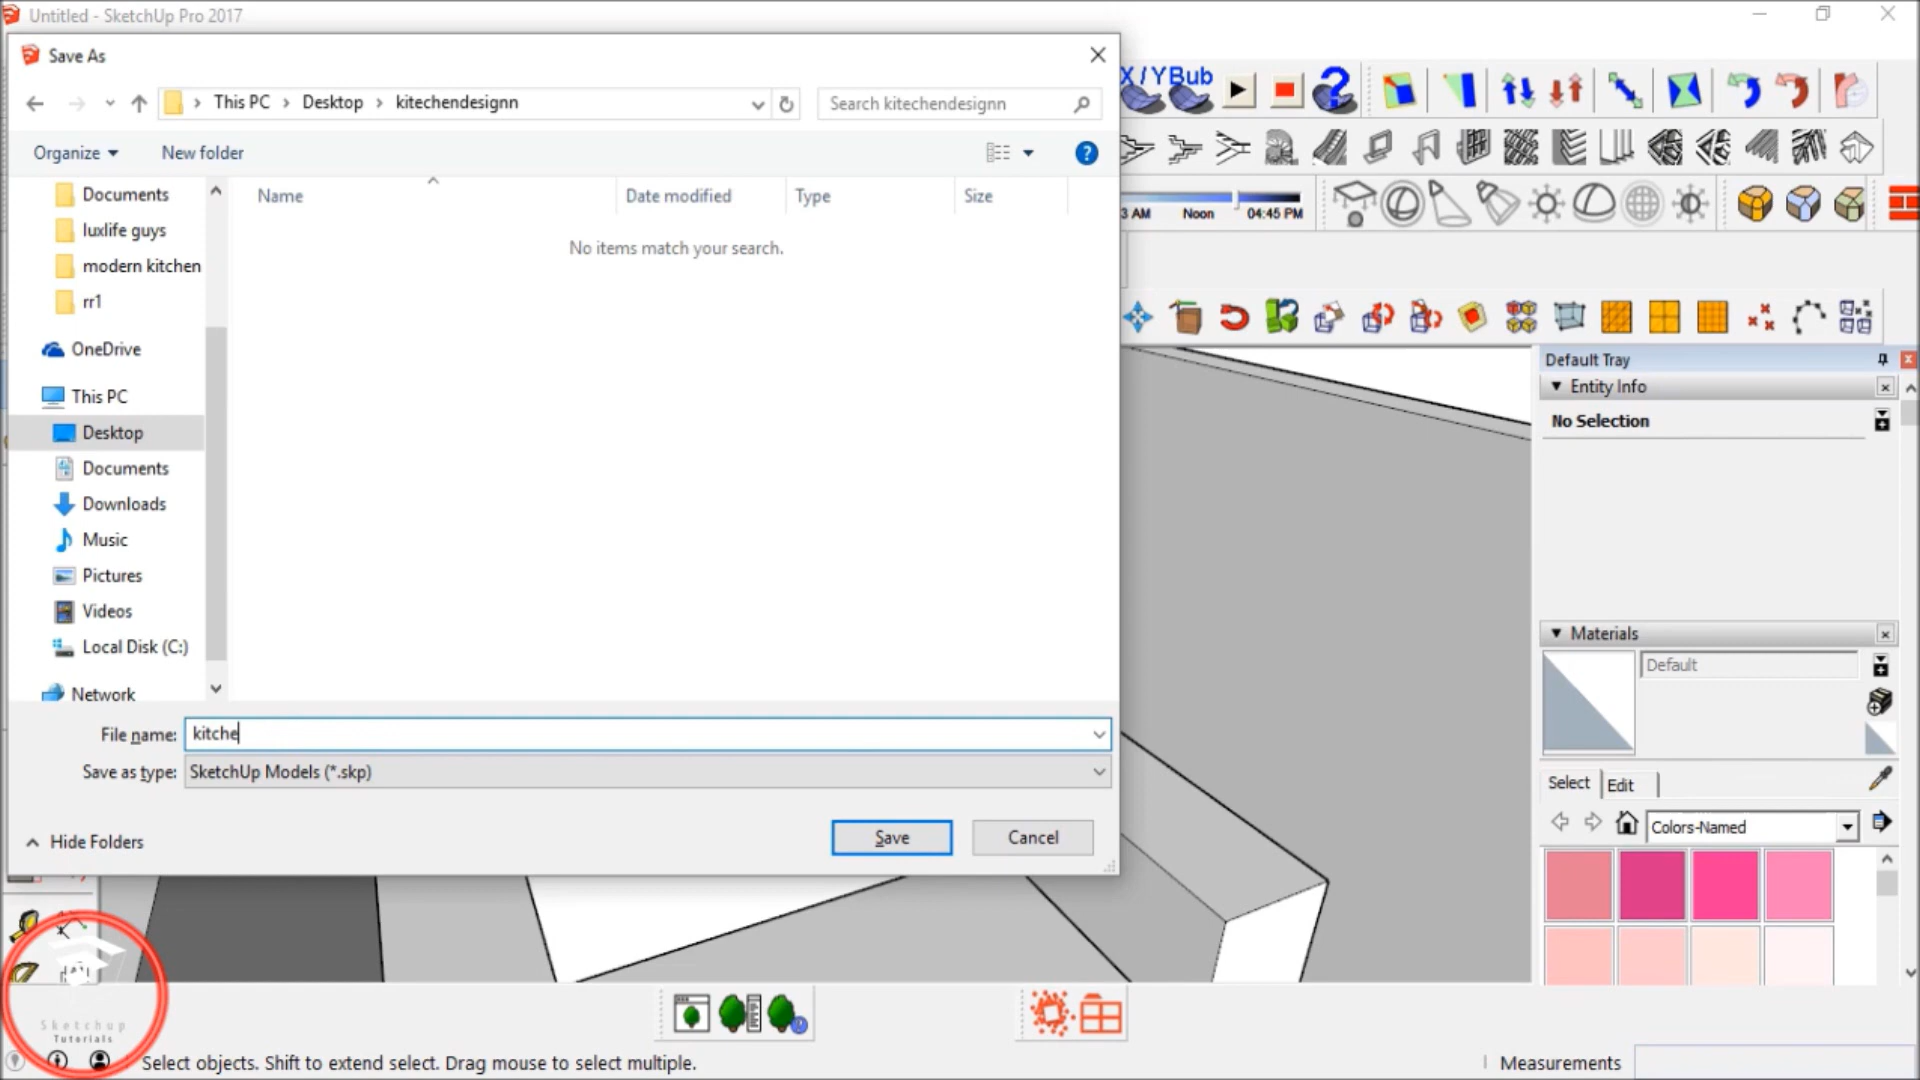 Untitled - SketchUp Pro 2017
Save As
This PC > Desktop > kitechendesignn
Search kitechendesignn
Organize
New folder
Name
Date modified
Type
Size
No items match your search.
Documents
luxlife guys
modern kitchen
rr1
OneDrive
This PC
Desktop
Documents
Downloads
Music
Pictures
Videos
Local Disk (C:)
Network
File name: kitche
Save as type: SketchUp Models (*.skp)
Hide Folders
Save
Cancel
X/YBub
3 AM Noon 04:45 PM
Default Tray
Entity Info
No Selection
Materials
Default
Select
Edit
Colors-Named
Sketchup
Tutorials
Select objects. Shift to extend select. Drag mouse to select multiple.
Measurements